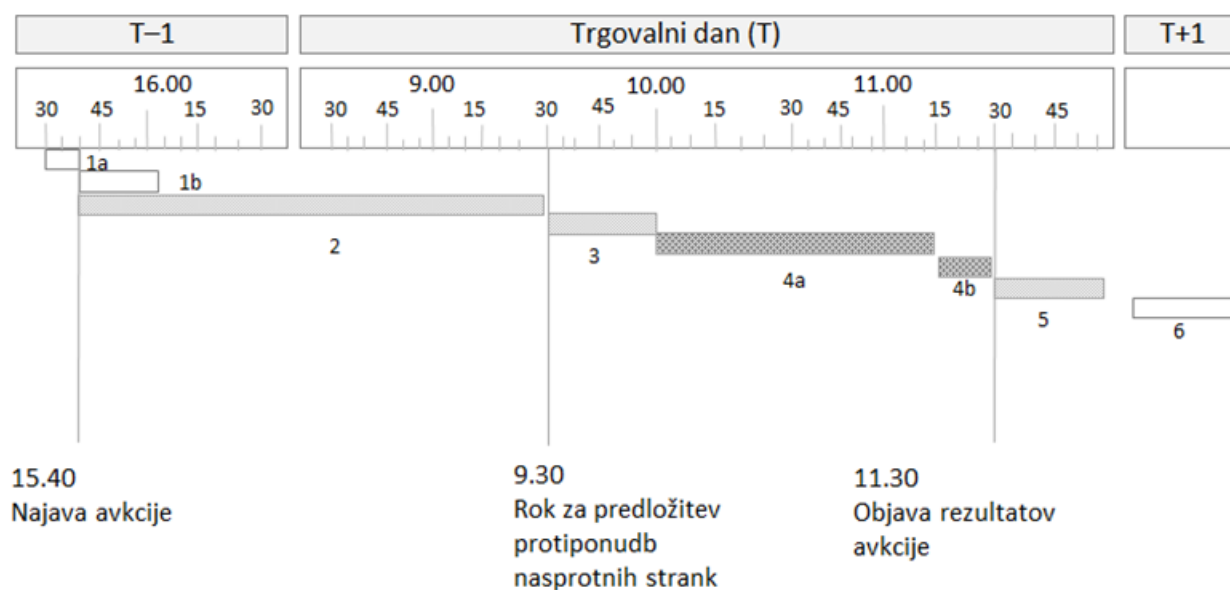 T–1 Trgovalni dan (T) T+1
16.00 9.00 10.00 11.00
30 45 15 30 30 45 15 30 45 15 30 45 15 30 45
1a
1b
2
3
4a
4b
5
6
15.40
Najava avkcije
9.30
Rok za predložitev
protiponudb
nasprotnih strank
11.30
Objava rezultatov
avkcije